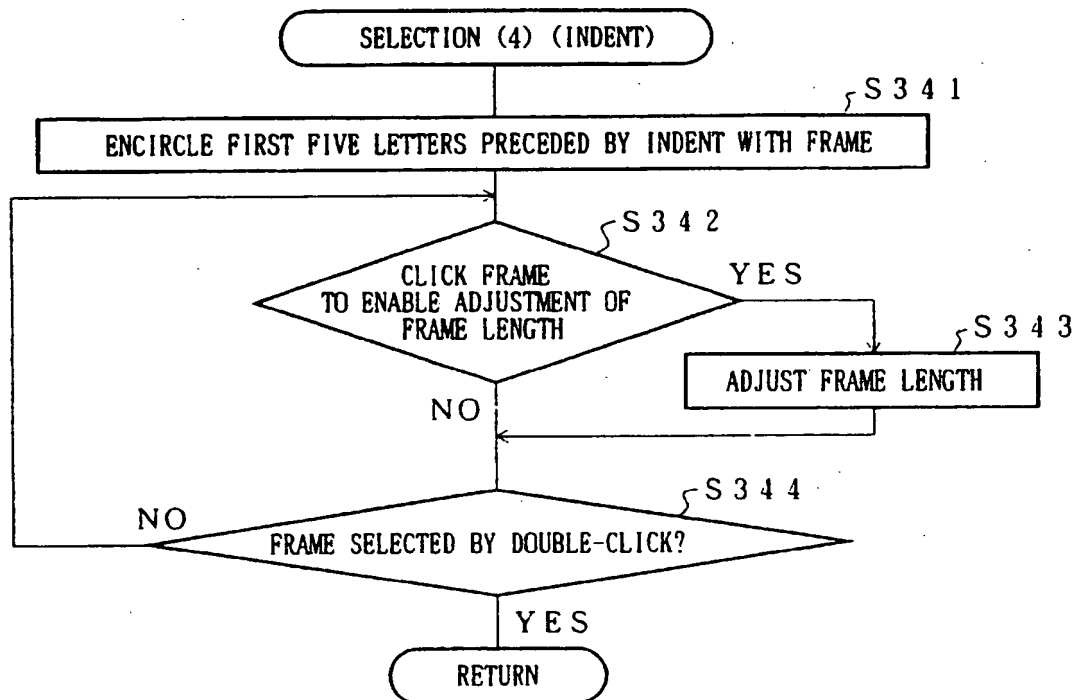 SELECTION (4) (INDENT)
S341
ENCIRCLE FIRST FIVE LETTERS PRECEDED BY INDENT WITH FRAME
S342
CLICK FRAME
TO ENABLE ADJUSTMENT OF
FRAME LENGTH
YES
S343
ADJUST FRAME LENGTH
NO
S344
NO
FRAME SELECTED BY DOUBLE-CLICK?
YES
RETURN